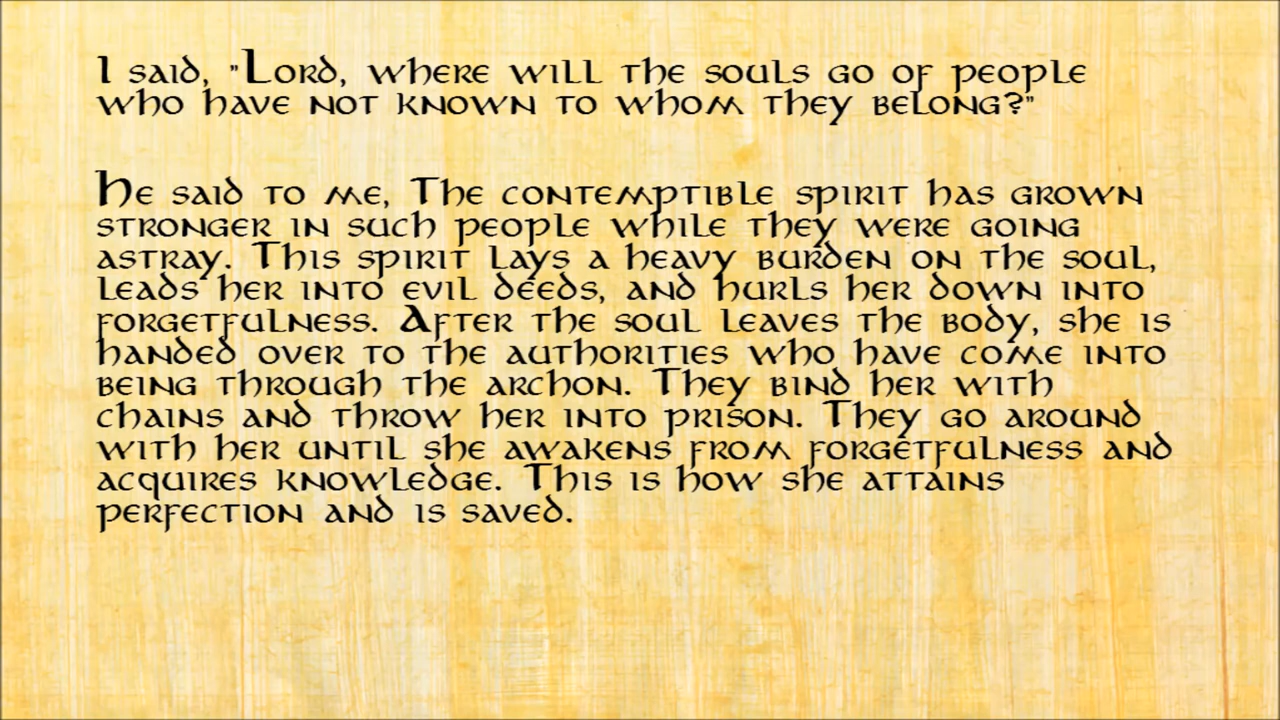 I said, "Lord, where will the souls go of people
who have not known to whom they belong?"
He said to me, The contemptible spirit has grown
stronger in such people while they were going
astray. This spirit lays a heavy burden on the soul,
leads her into evil deeds, and hurls her down into
forgetfulness. After the soul leaves the body, she is
handed over to the authorities who have come into
being through the archon. They bind her with
chains and throw her into prison. They go around
with her until she awakens from forgetfulness and
acquires knowledge. This is how she attains
perfection and is saved.